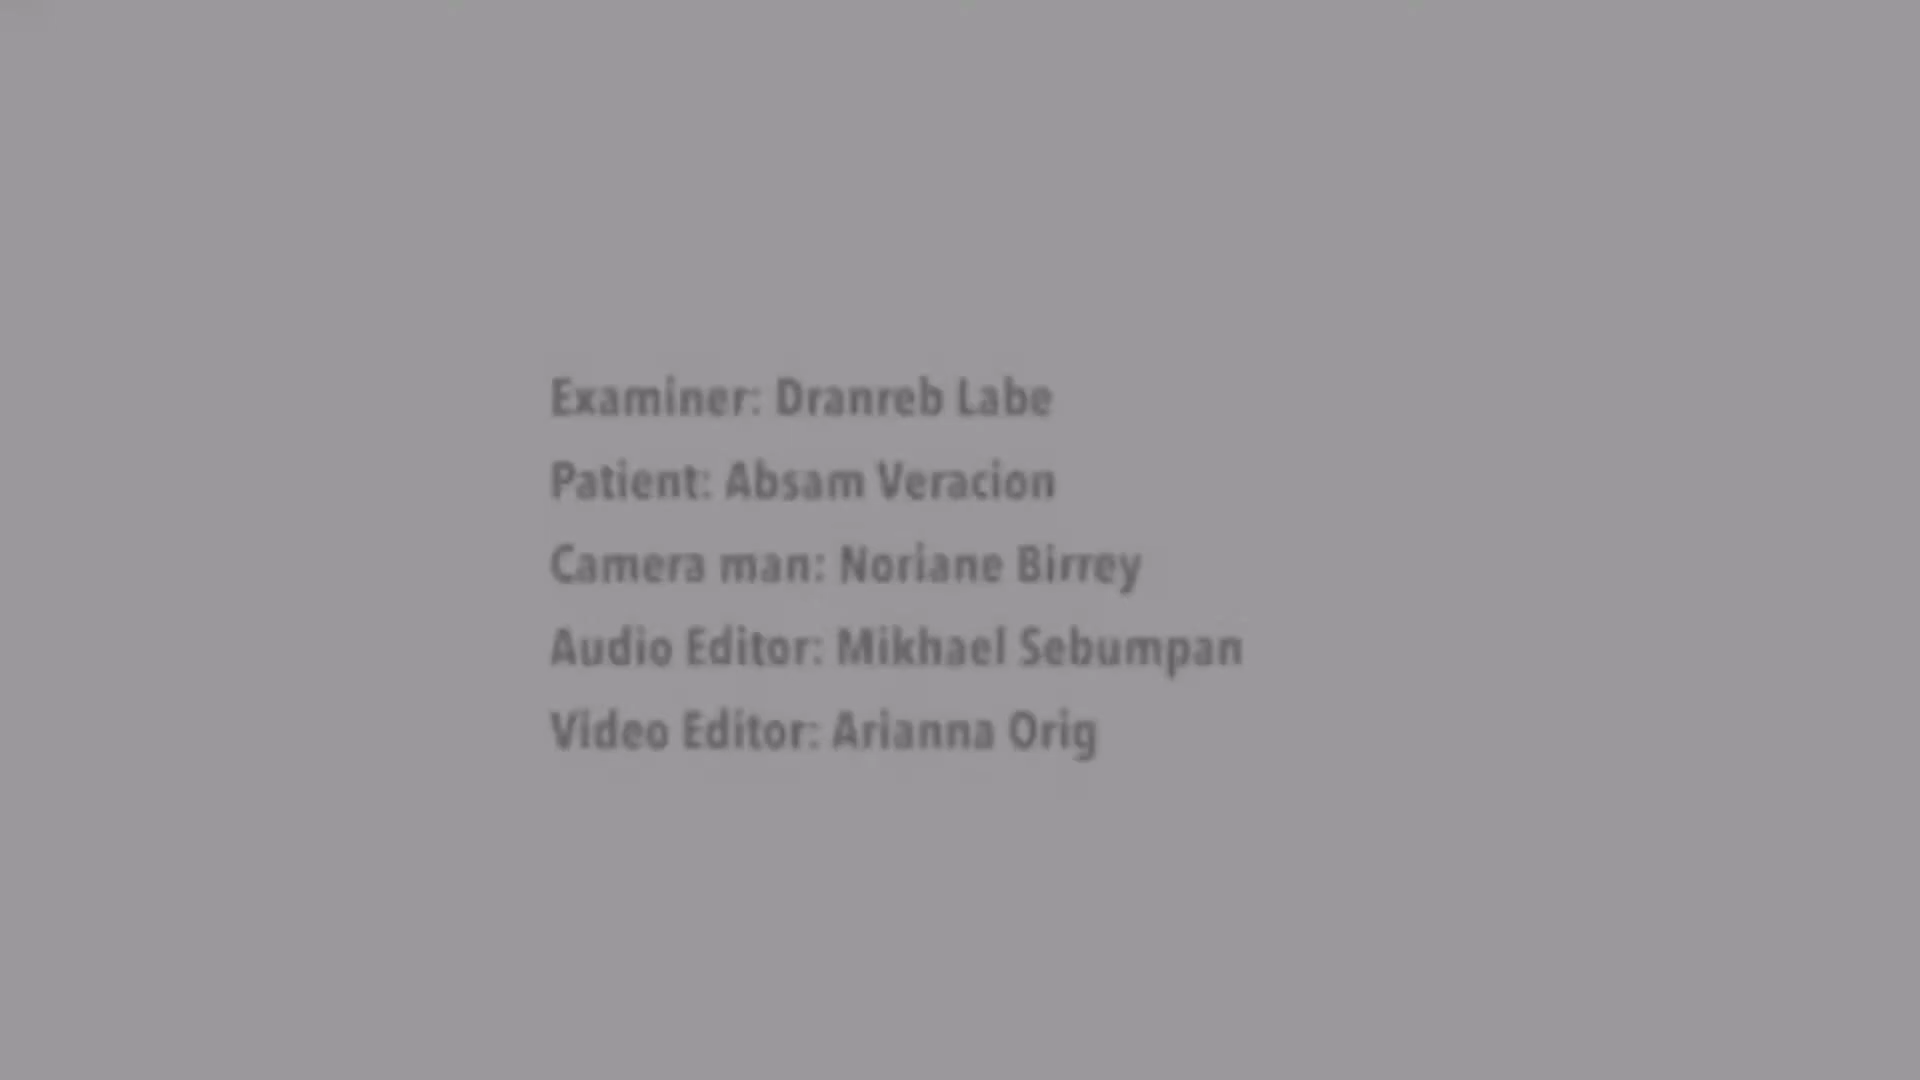 Examiner: Dranreb Labe
Patient: Absam Veracion
Camera man: Noriane Birrey
Audio Editor: Mikhael Sebumpan
Video Editor: Arianna Orig